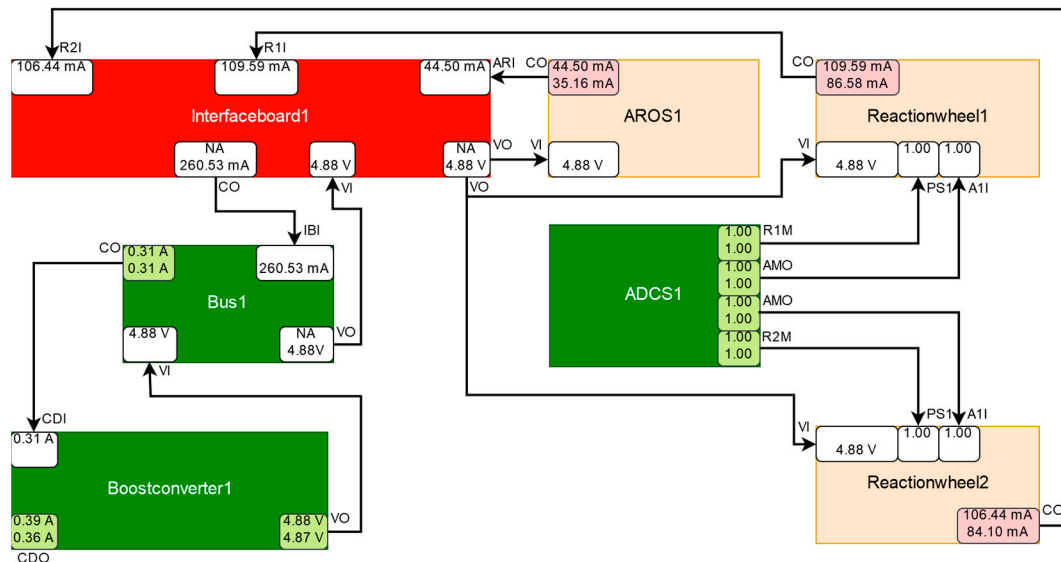 R2I
R1I
ARI
CO
CO
106.44 mA
109.59 mA
44.50 mA
44.50 mA
35.16 mA
109.59 mA
86.58 mA
Interfaceboard1
AROS1
Reactionwheel1
NA
260.53 mA
4.88 V
NA
4.88 V
VO
VI
4.88 V
VI
4.88 V
1.00
1.00
CO
VI
VO
PS1
A1I
IBI
CO
0.31 A
0.31 A
260.53 mA
Bus1
4.88 V
NA
4.88V
VO
VI
ADCS1
1.00
1.00
R1M
1.00
1.00
AMO
1.00
1.00
AMO
1.00
1.00
R2M
CDI
0.31 A
Boostconverter1
0.39 A
0.36 A
CDO
4.88 V
4.87 V
VO
PS1
A1I
VI
4.88 V
1.00
1.00
Reactionwheel2
106.44 mA
84.10 mA
CO